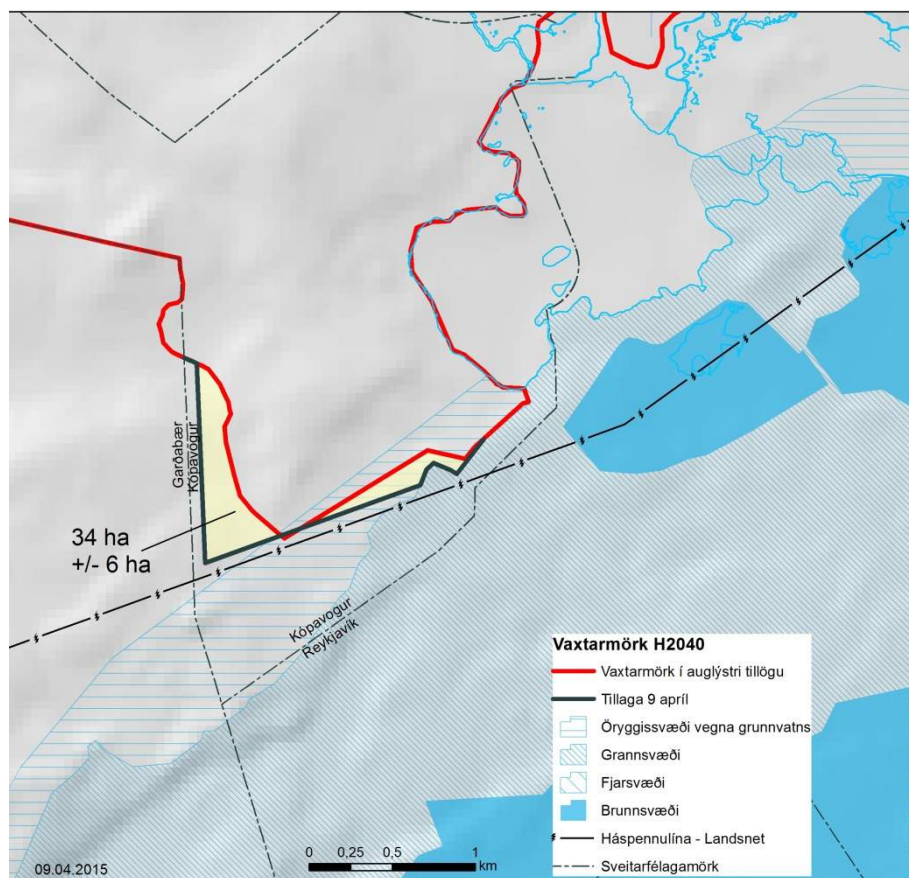 Garðabær
Kópavogur
34 ha
+/- 6 ha
Kópavogur
Reykjavík
Vaxtarmörk H2040
Vaxtarmörk í auglýstri tillögu
Tillaga 9 apríl
Öryggissvæði vegna grunnvatns
Grannsvæði
Fjarsvæði
Brunnsvæði
Háspennulína - Landsnet
Sveitarfélagamörk
0 0,25 0,5 1
km
09.04.2015